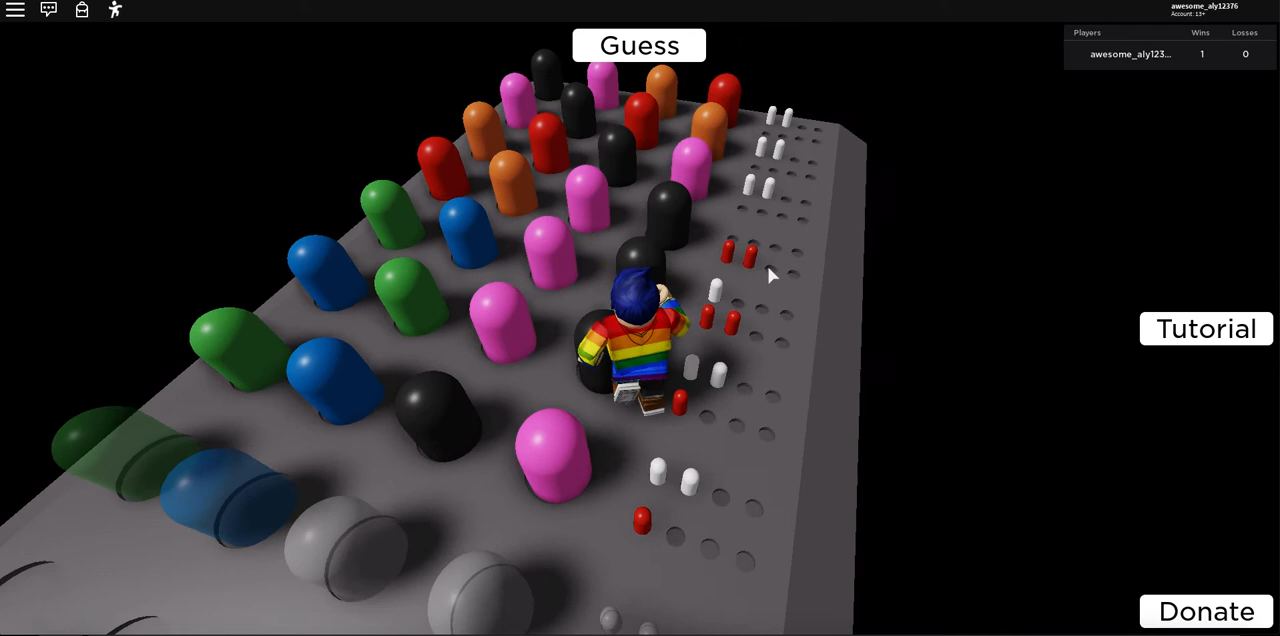 awesome_aly12376
Account: 13+
Guess
Players Wins Losses
awesome_aly123... 1 0
Tutorial
Donate